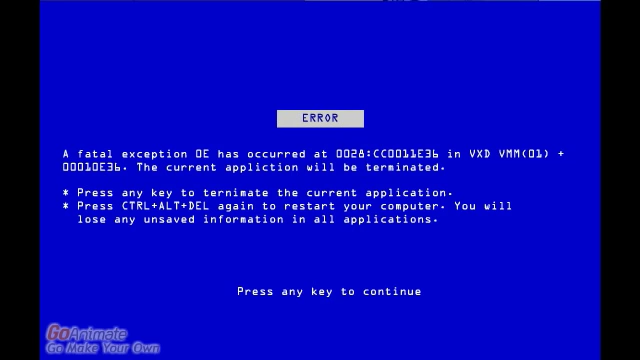 ERROR
A fatal exception 0E has occurred at 0028:CC0011E36 in VXD VMM(01) +
00010E36. The current appliction will be terminated.
* Press any key to ternimate the current application.
* Press CTRL+ALT+DEL again to restart your computer. You will
lose any unsaved information in all applications.
Press any key to continue
GoAnimate
Go Make Your Own